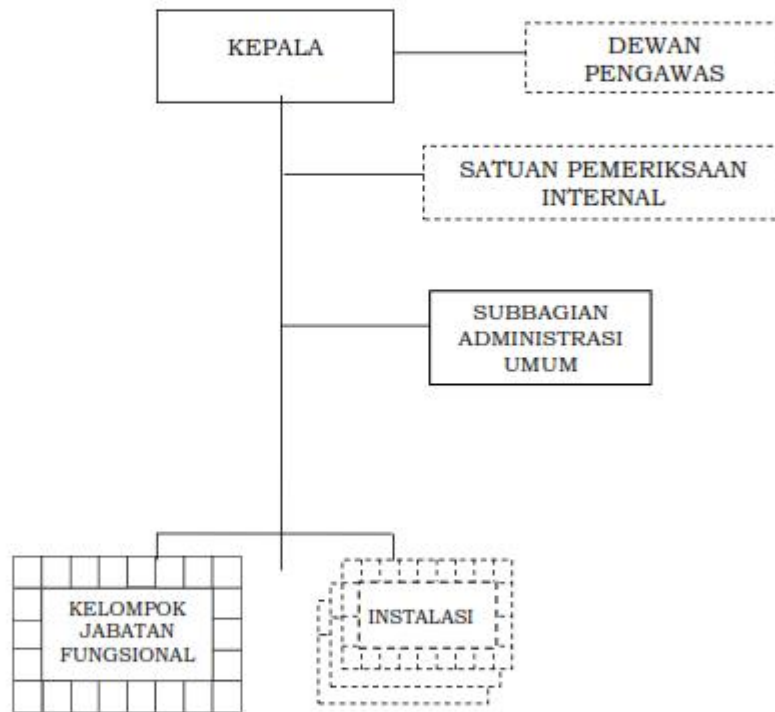 KEPALA
DEWAN
PENGAWAS
SATUAN PEMERIKSAAN
INTERNAL
SUBBAGIAN
ADMINISTRASI
UMUM
KELOMPOK
JABATAN
FUNGSIONAL
INSTALASI